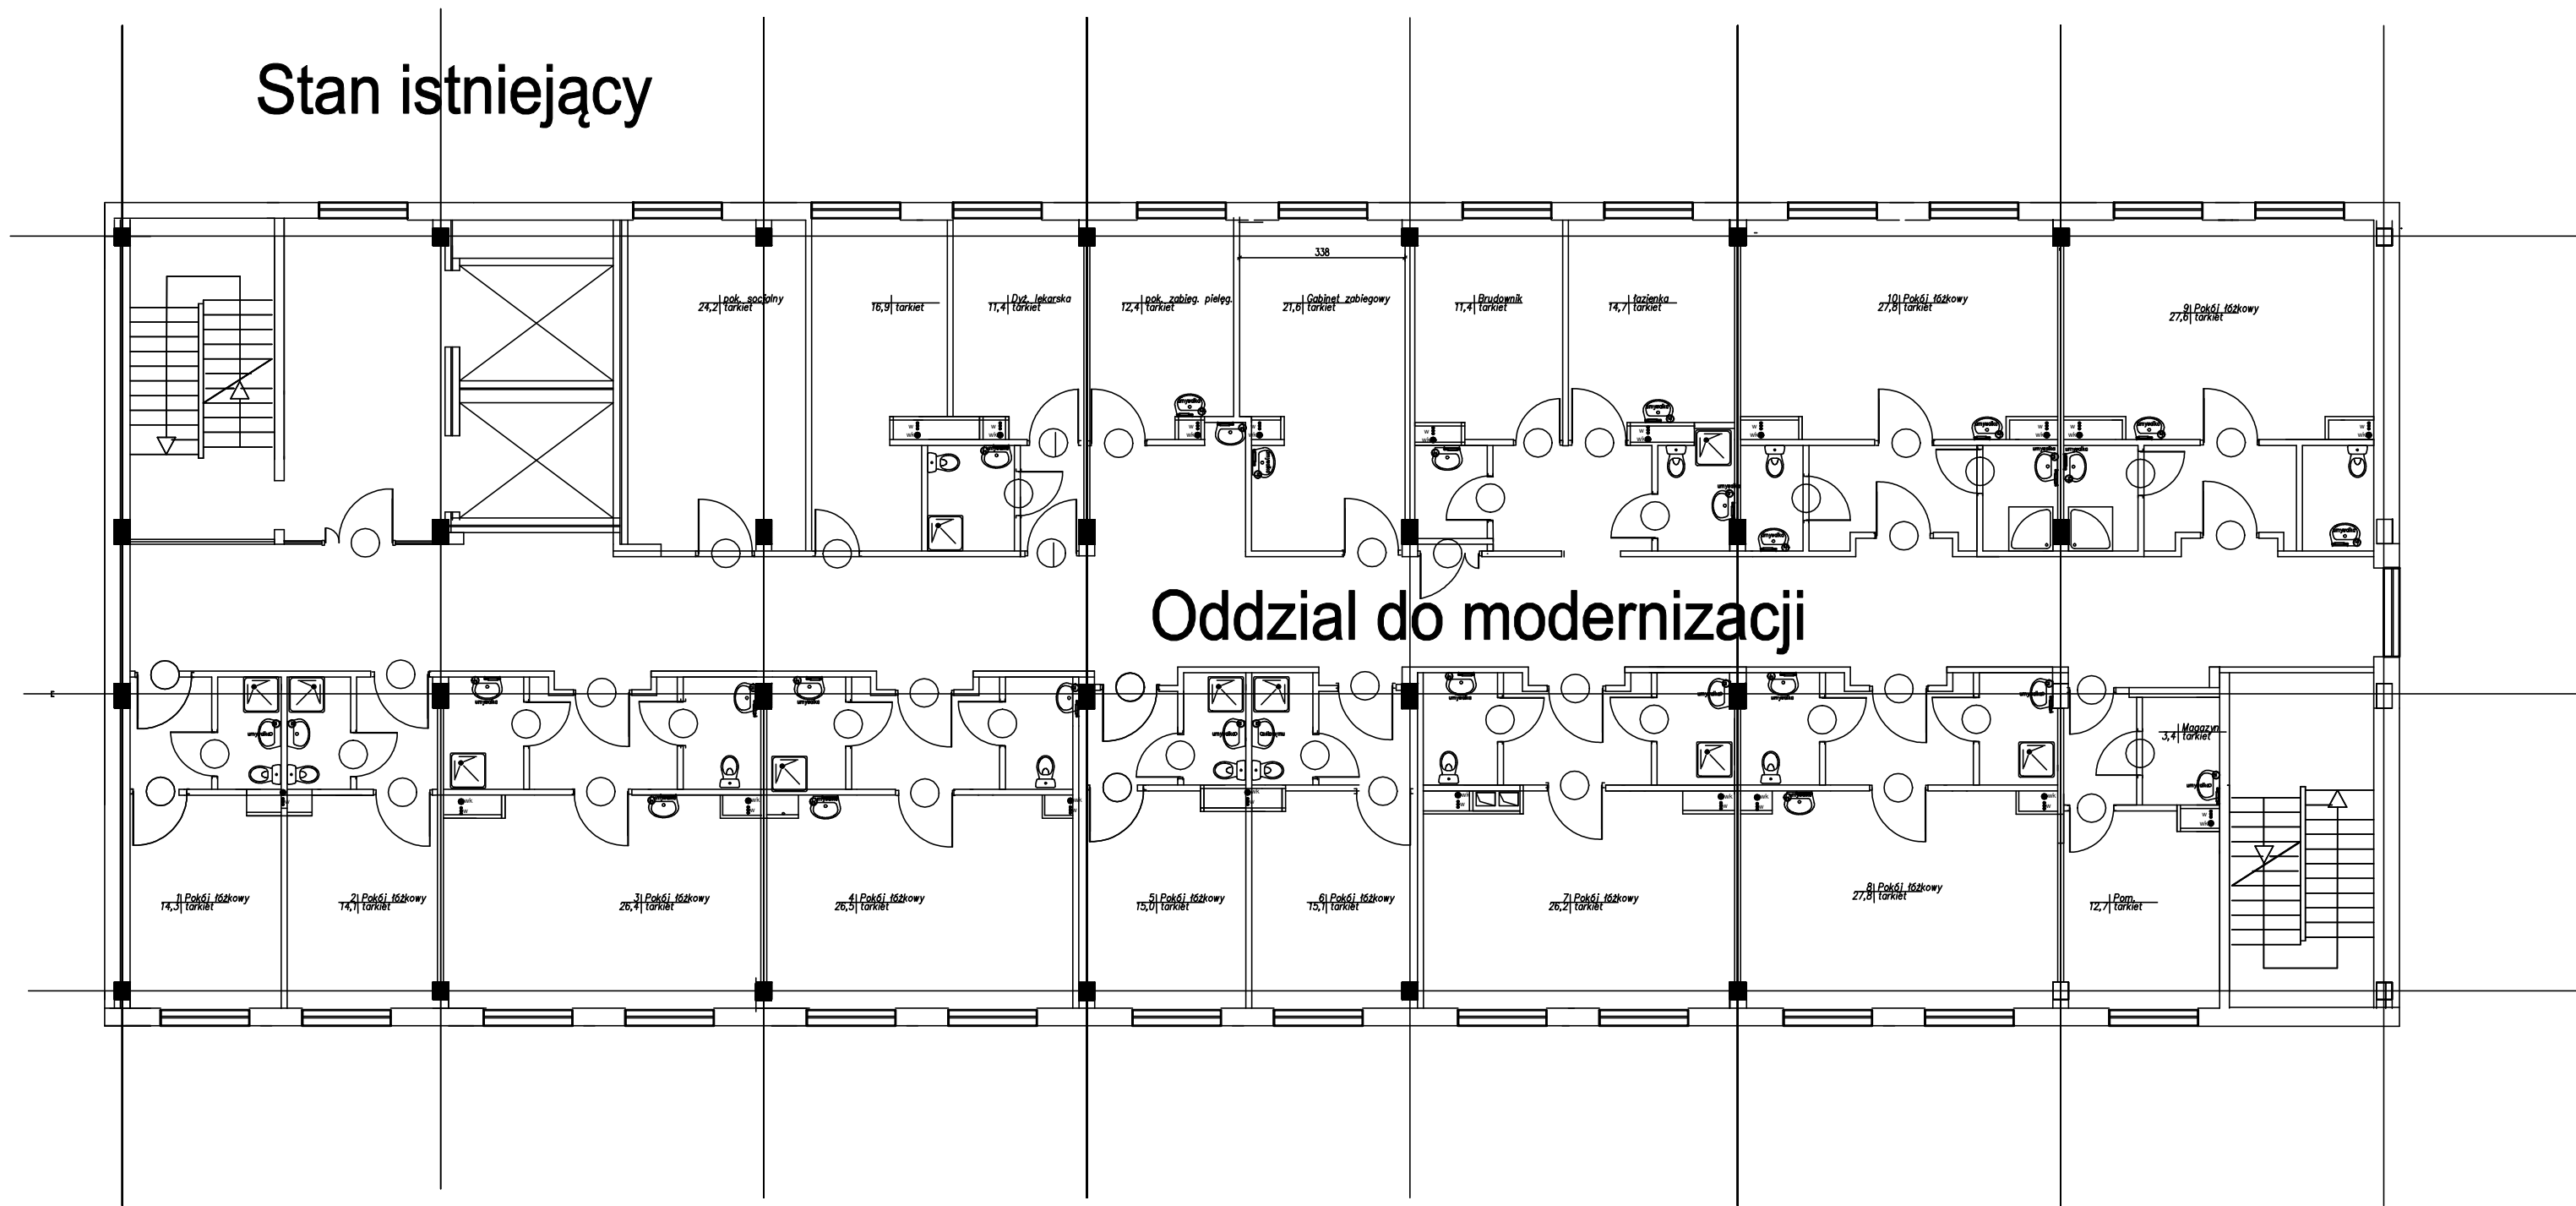 Stan istniejący
338
pok. socjalny
24,2 tarkiet
16,9 tarkiet
Dyż. lekarska
11,4 tarkiet
pok. zabieg. pielęg.
12,4 tarkiet
Gabinet zabiegowy
21,6 tarkiet
Brudownik
11,4 tarkiet
łazienka
14,7 tarkiet
10 Pokój łóżkowy
27,8 tarkiet
9 Pokój łóżkowy
27,6 tarkiet
Oddzial do modernizacji
Magazyn
3,4 tarkiet
1 Pokój łóżkowy
14,3 tarkiet
2 Pokój łóżkowy
14,1 tarkiet
3 Pokój łóżkowy
26,4 tarkiet
4 Pokój łóżkowy
26,5 tarkiet
5 Pokój łóżkowy
15,0 tarkiet
6 Pokój łóżkowy
15,1 tarkiet
7 Pokój łóżkowy
26,2 tarkiet
8 Pokój łóżkowy
27,8 tarkiet
Pom.
12,7 tarkiet